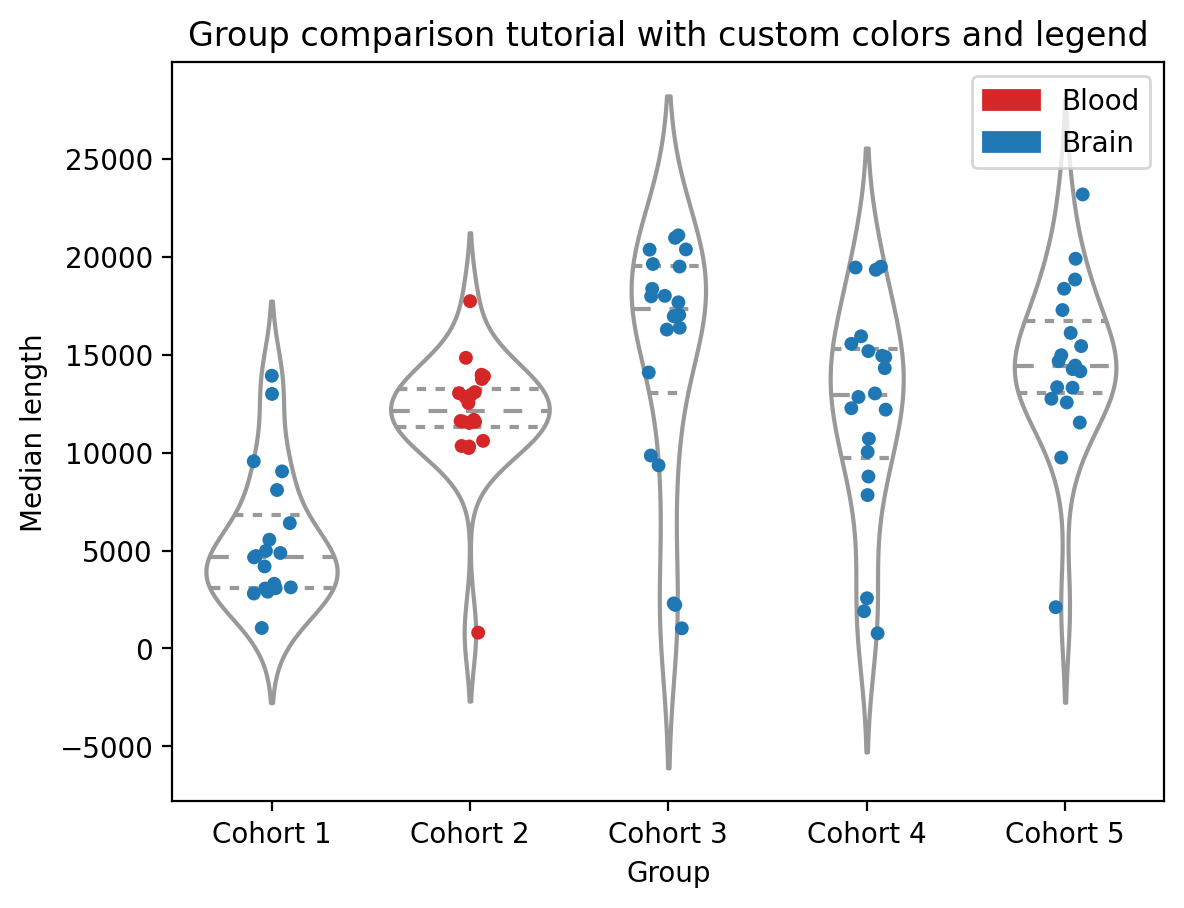 Group comparison tutorial with custom colors and legend
Blood
Brain
25000
20000
15000
10000
5000
0
−5000
Median length
Cohort 1 Cohort 2 Cohort 3 Cohort 4 Cohort 5
Group